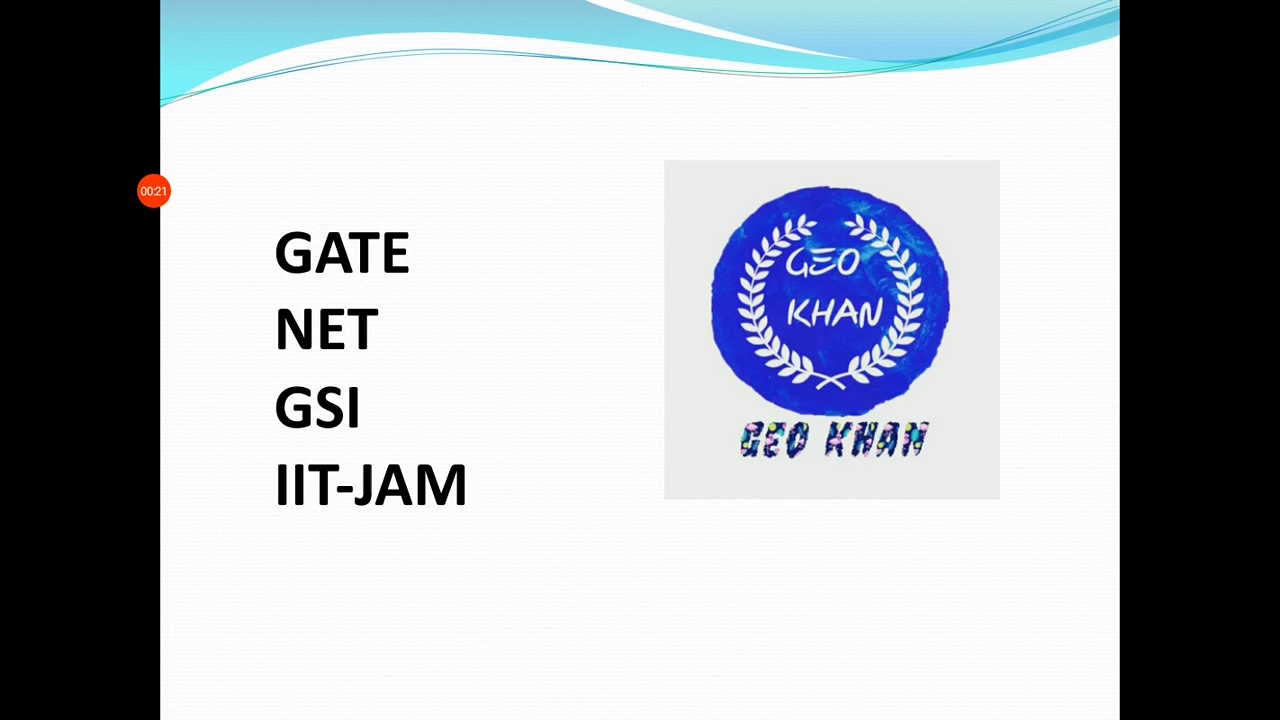 00:21
GATE
NET
GSI
IIT-JAM
GEO
KHAN
GEO KHAN